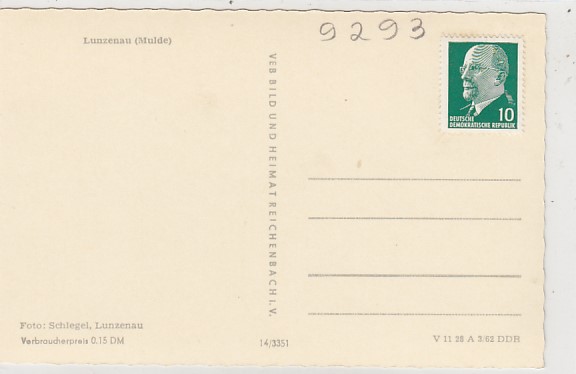 Lunzenau (Mulde)
9293
10
DEUTSCHE
DEMOKRATISCHE REPUBLIK
VEB BILD UND HEIMAT REICHENBACH I.V.
Foto: Schlegel, Lunzenau
Verbraucherpreis 0.15 DM
14/3351
V 11 28 A 3/62 DDR